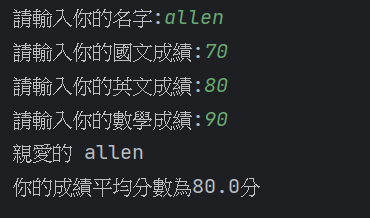 請輸入你的名字:allen
請輸入你的國文成績:70
請輸入你的英文成績:80
請輸入你的數學成績:90
親愛的 allen
你的成績平均分數為80.0分